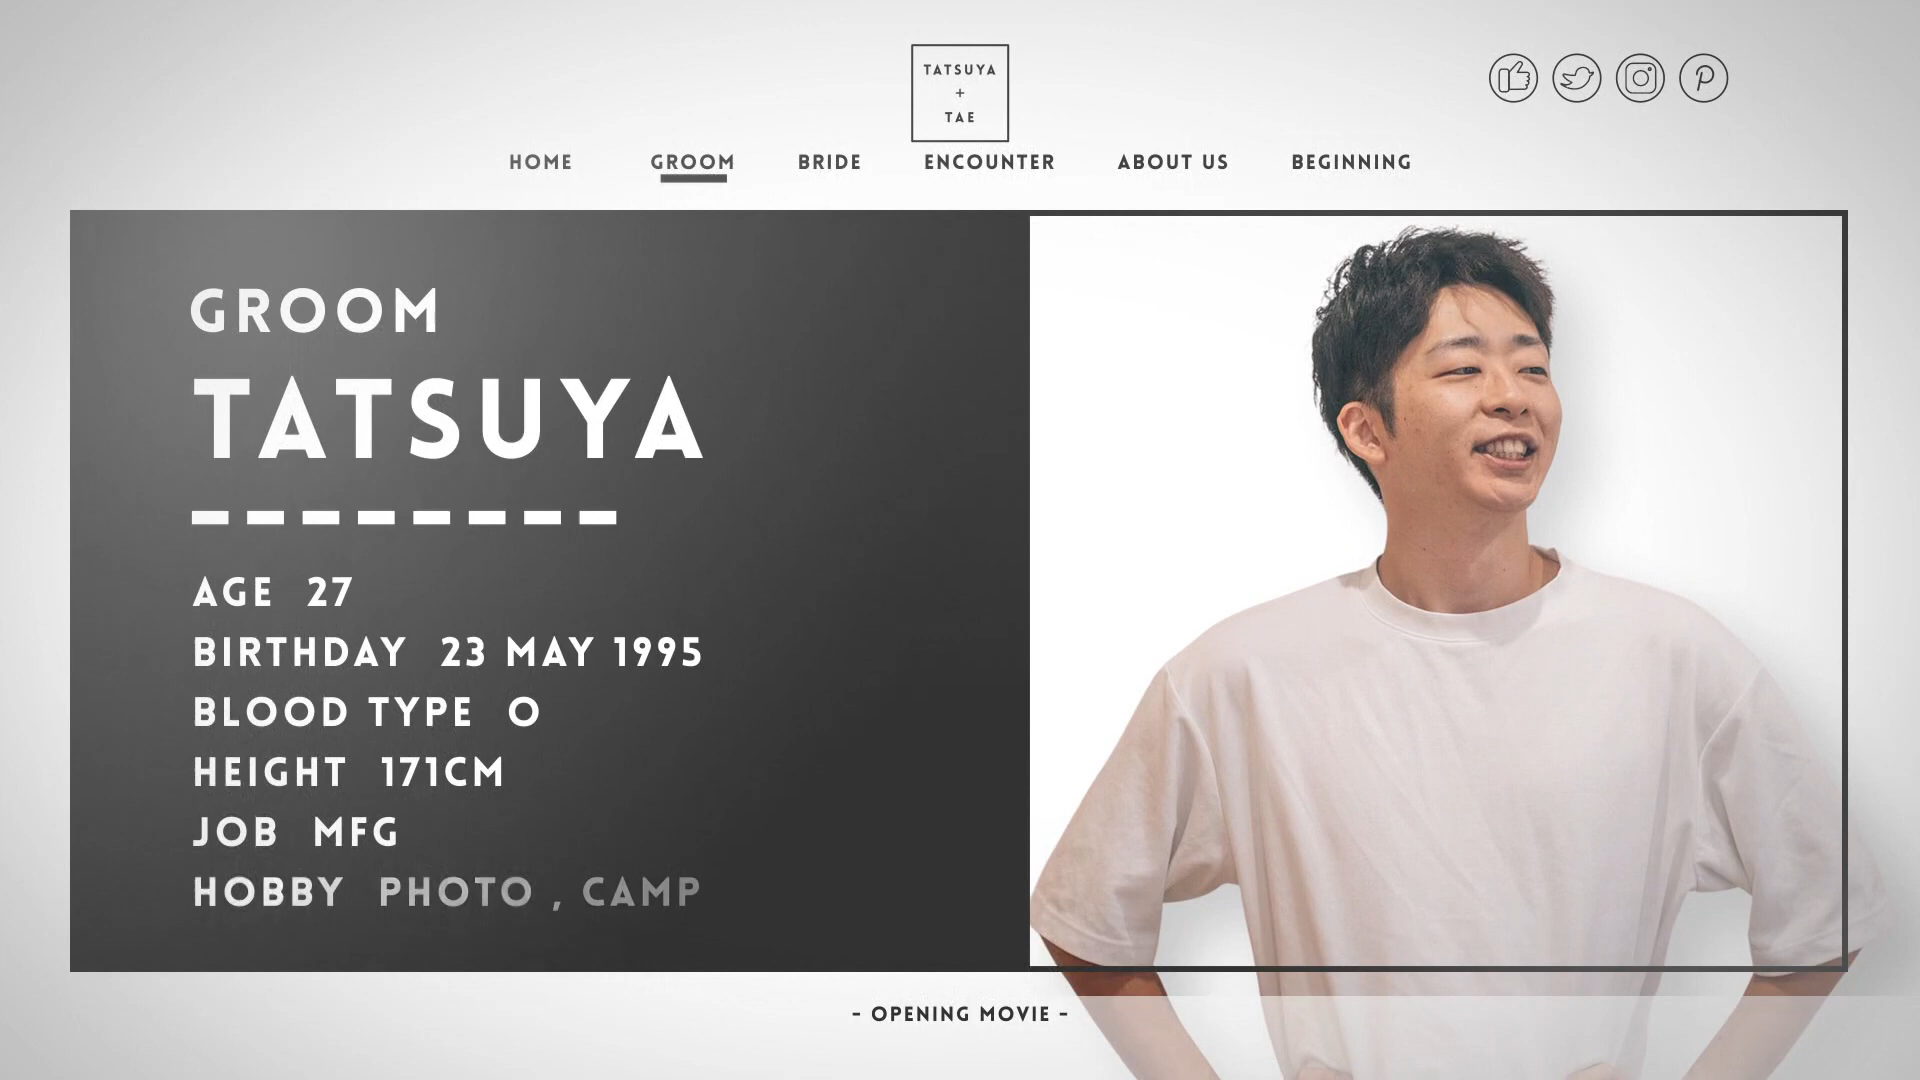 TATSUYA
+
TAE
HOME GROOM BRIDE ENCOUNTER ABOUT US BEGINNING
GROOM
TATSUYA
AGE 27
BIRTHDAY 23 MAY 1995
BLOOD TYPE O
HEIGHT 171CM
JOB MFG
HOBBY PHOTO , CAMP
- OPENING MOVIE -